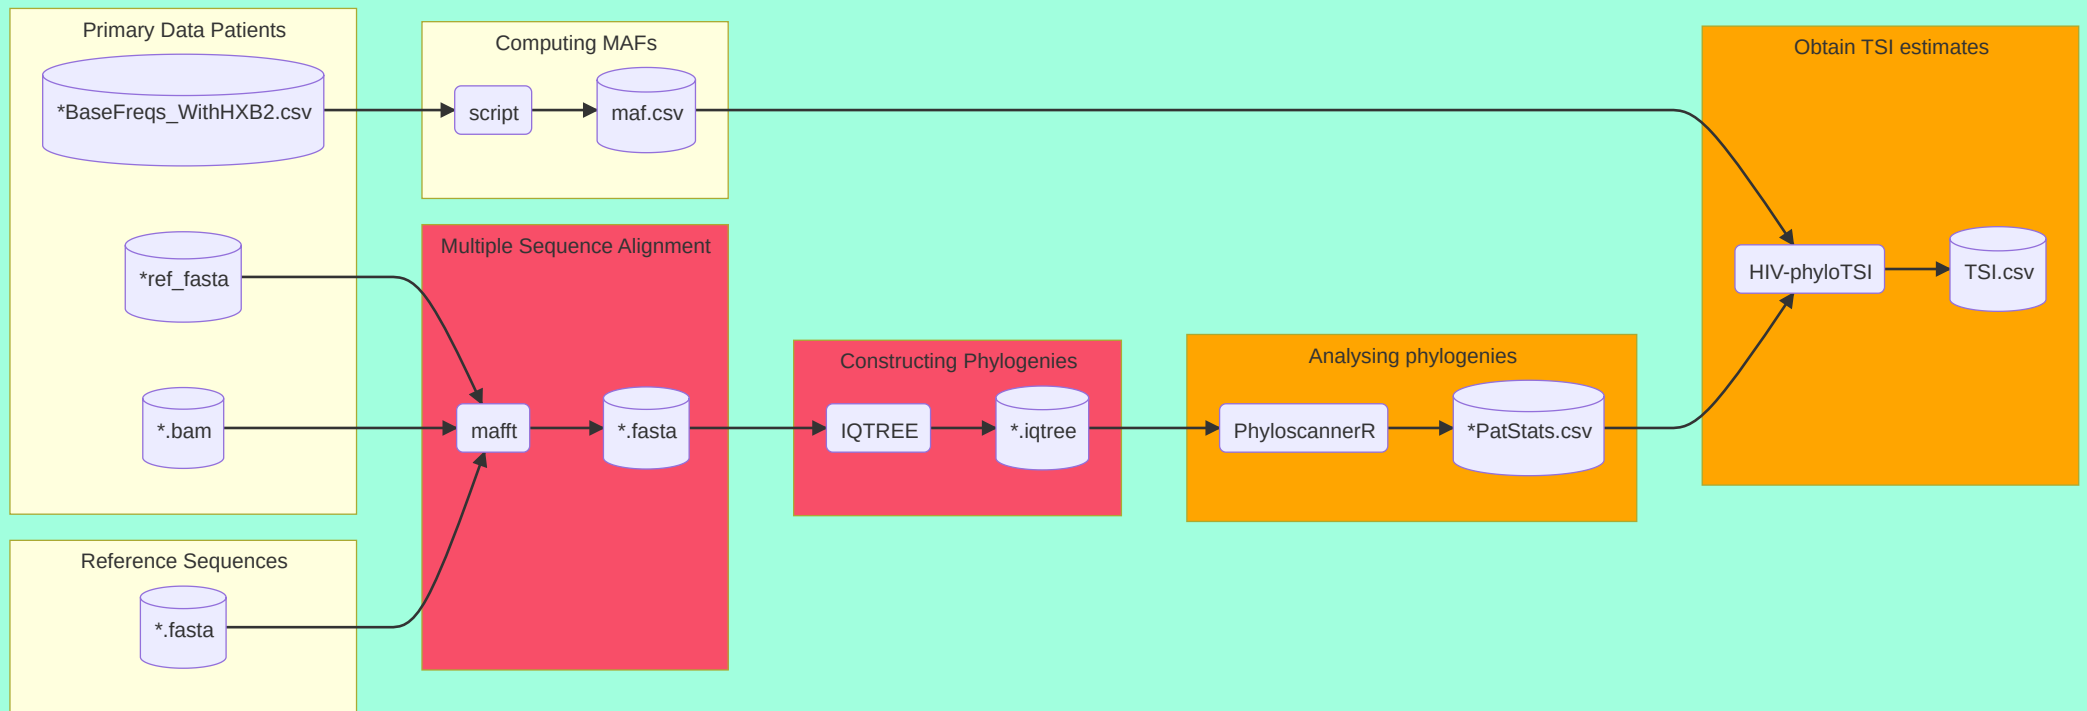 Primary Data Patients
*BaseFreqs_WithHXB2.csv
*ref_fasta
*.bam
Reference Sequences
*.fasta
Computing MAFs
script
maf.csv
Multiple Sequence Alignment
mafft
*.fasta
Constructing Phylogenies
IQTREE
*.iqtree
Analysing phylogenies
PhyloscannerR
*PatStats.csv
Obtain TSI estimates
HIV-phyloTSI
TSI.csv